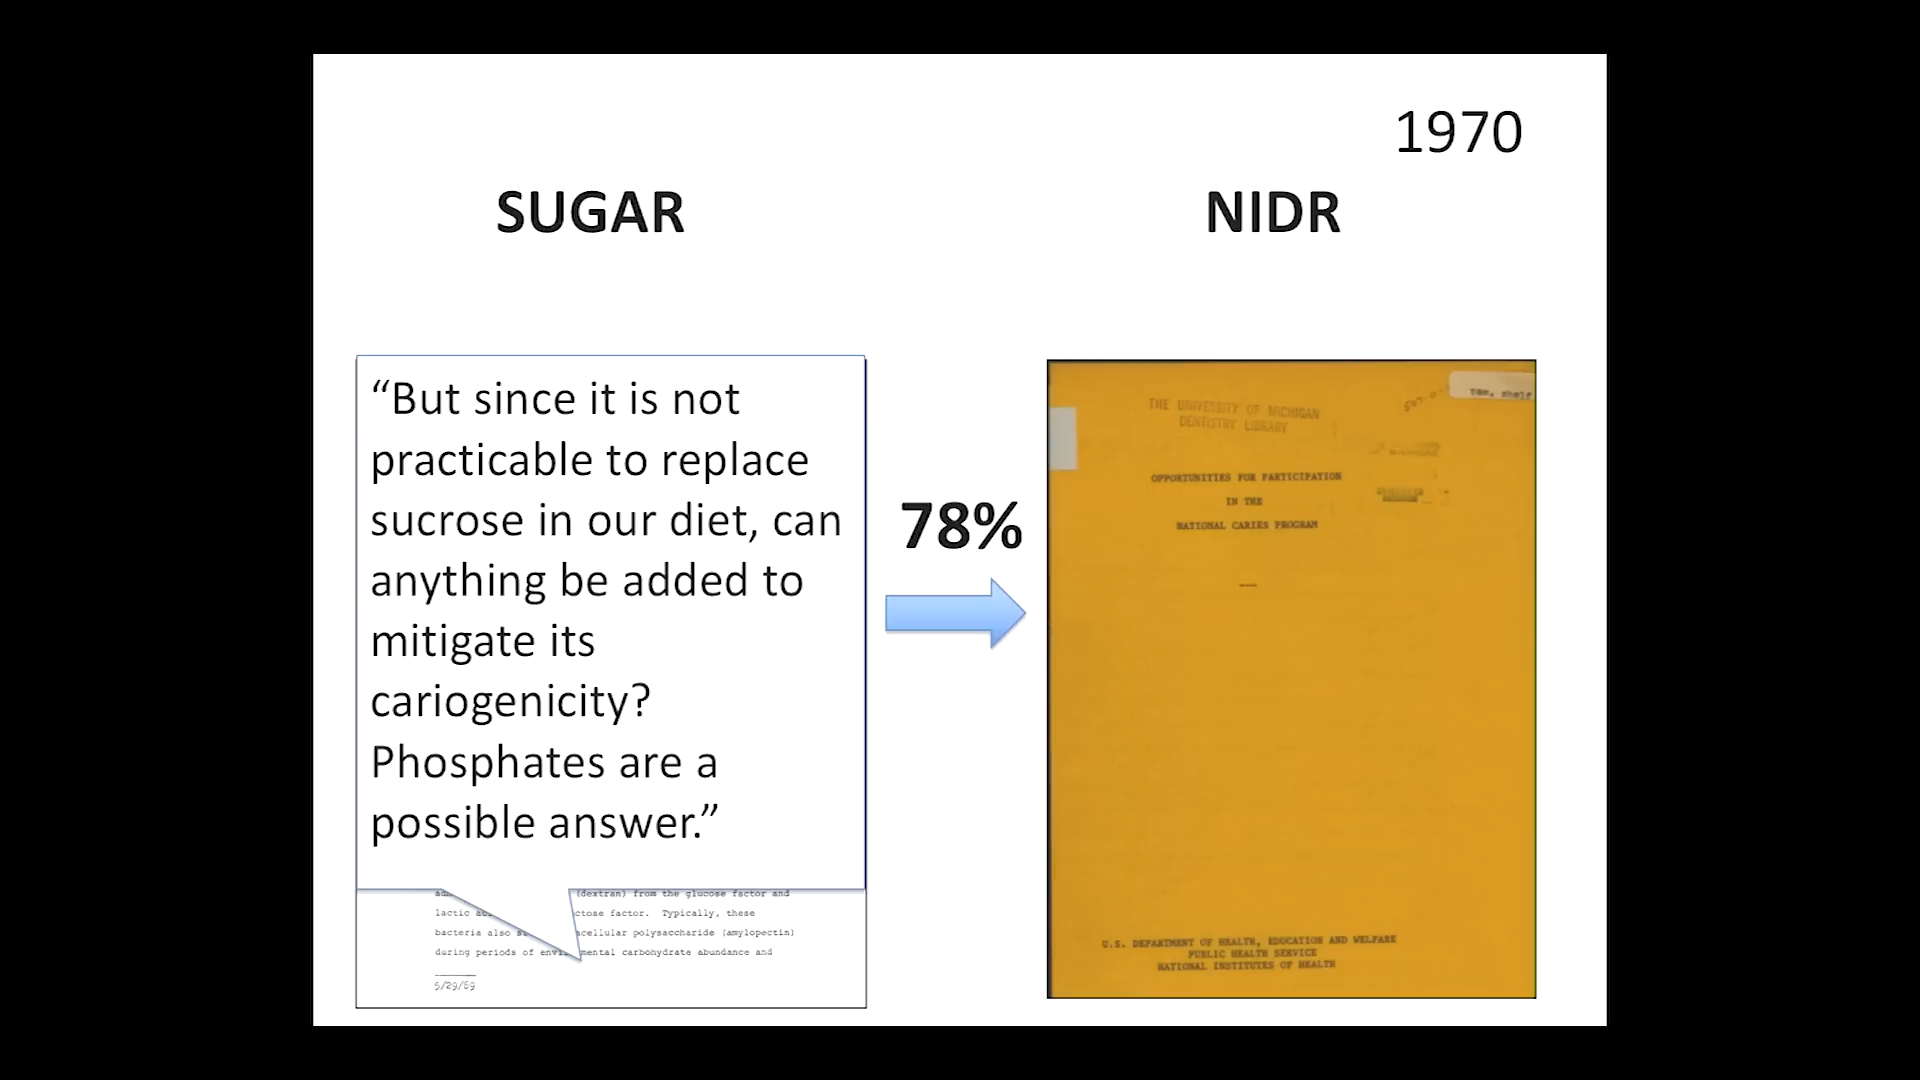 1970
SUGAR
NIDR
“But since it is not
practicable to replace
sucrose in our diet, can
anything be added to
mitigate its
cariogenicity?
Phosphates are a
possible answer.”
(dextran) from the glucose factor and
lactic
ctose factor. Typically, these
bacteria also
acellular polysaccharide (amylopectin)
during periods of
mental carbohydrate abundance and
5/29/69
78%
THE UNIVERSITY OF MICHIGAN
DENTISTRY LIBRARY
OPPORTUNITIES FOR PARTICIPATION
IN THE
NATIONAL CARIES PROGRAM
U.S. DEPARTMENT OF HEALTH, EDUCATION AND WELFARE
PUBLIC HEALTH SERVICE
NATIONAL INSTITUTES OF HEALTH